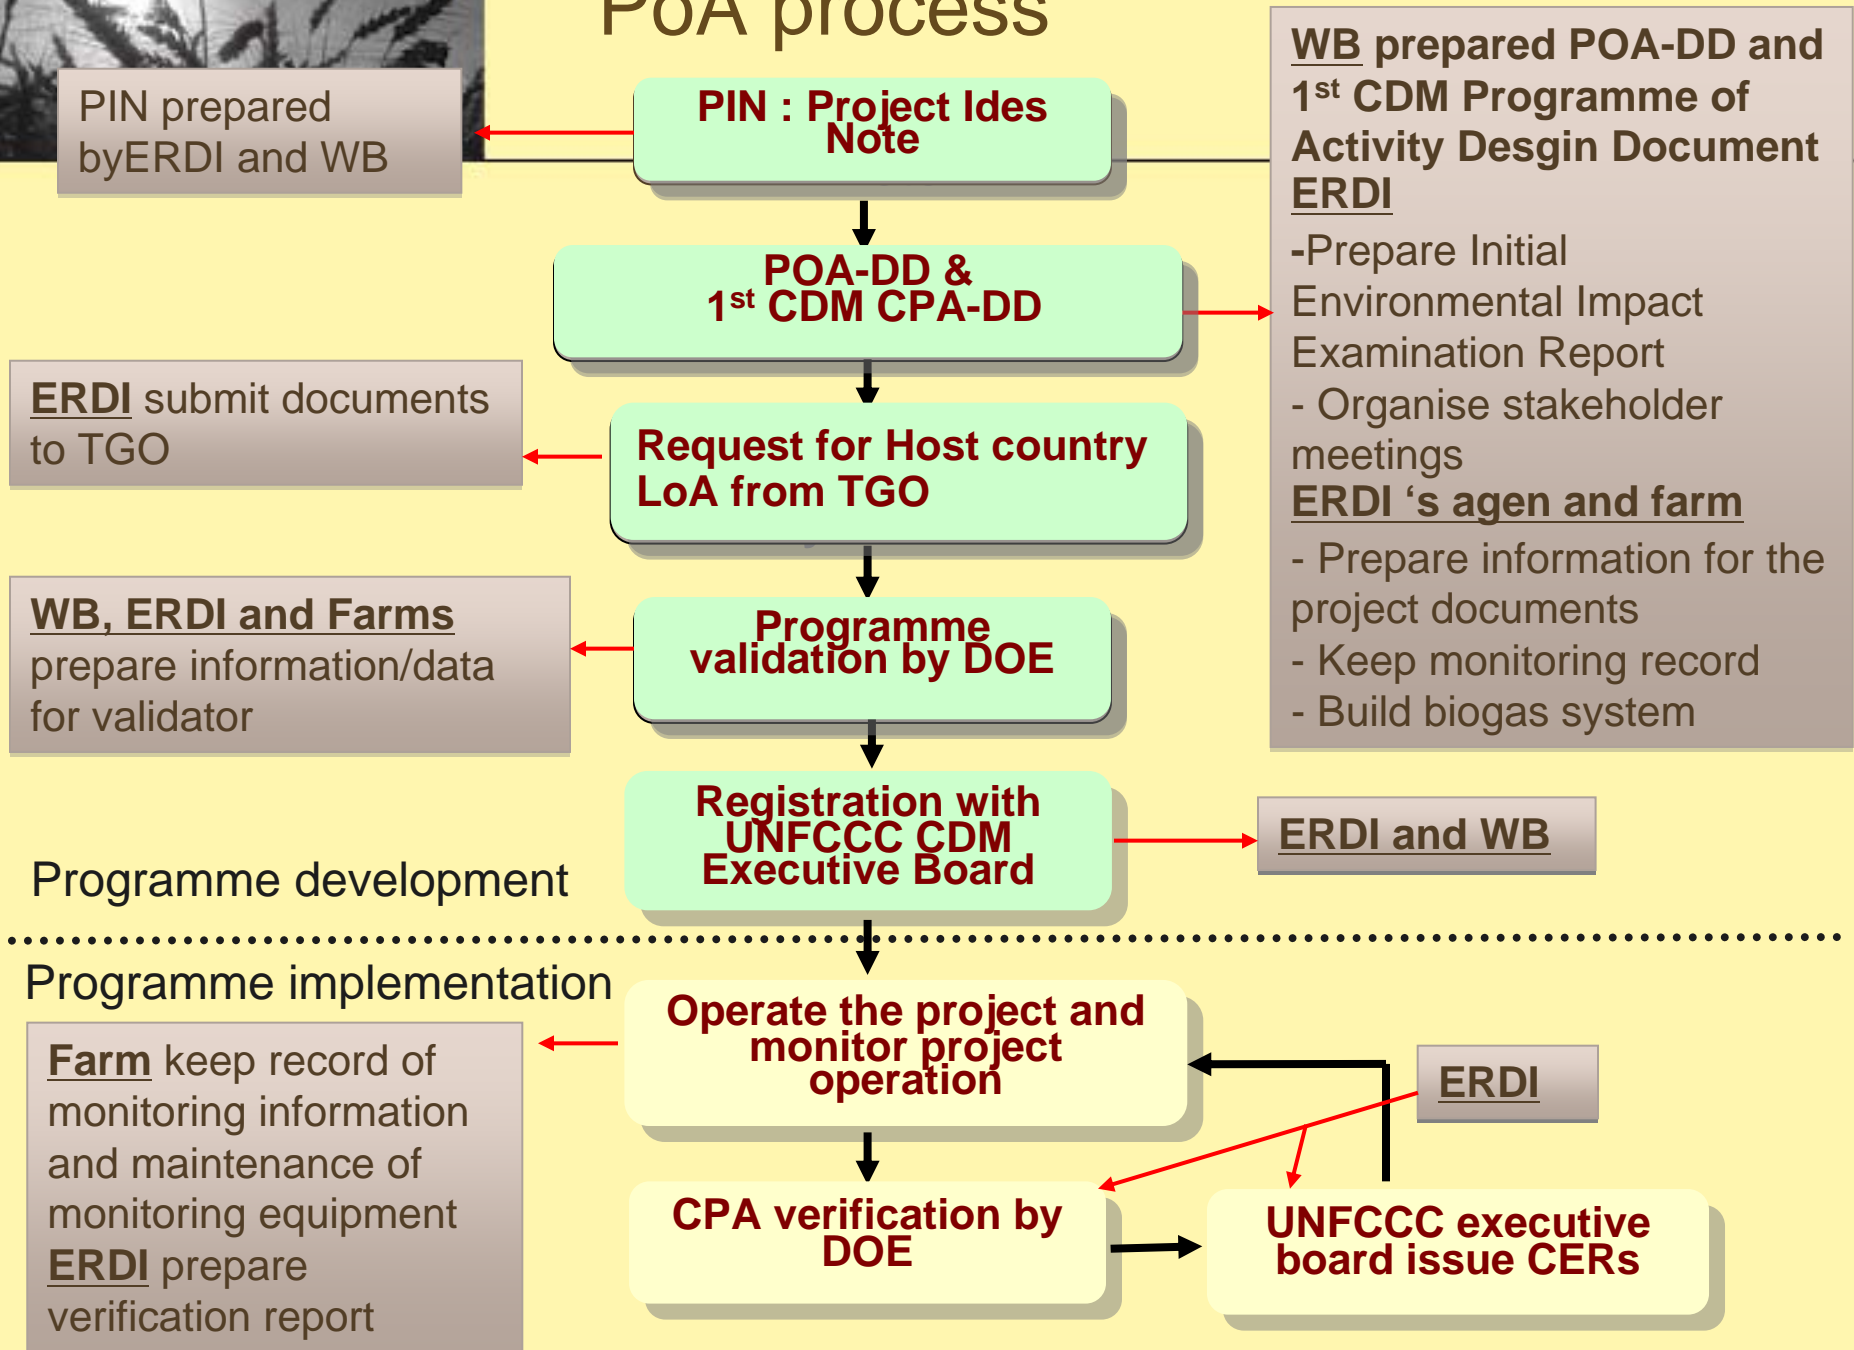 PoA process
PIN prepared
byERDI and WB
PIN : Project Ides
Note
WB prepared POA-DD and
1st CDM Programme of
Activity Desgin Document
ERDI
-Prepare Initial
Environmental Impact
Examination Report
- Organise stakeholder
meetings
ERDI ‘s agen and farm
- Prepare information for the
project documents
- Keep monitoring record
- Build biogas system
POA-DD &
1st CDM CPA-DD
ERDI submit documents
to TGO
Request for Host country
LoA from TGO
WB, ERDI and Farms
prepare information/data
for validator
Programme
validation by DOE
Registration with
UNFCCC CDM
Executive Board
ERDI and WB
Programme development
Programme implementation
Operate the project and
monitor project
operation
Farm keep record of
monitoring information
and maintenance of
monitoring equipment
ERDI prepare
verification report
ERDI
CPA verification by
DOE
UNFCCC executive
board issue CERs